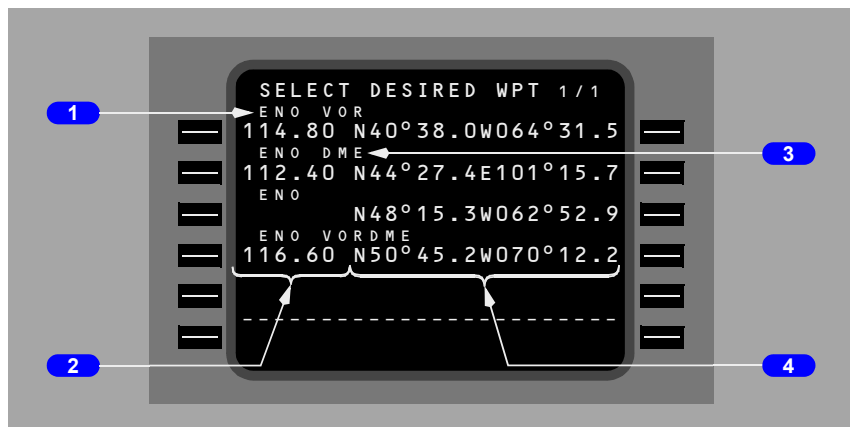 SELECT DESIRED WPT 1/1
1 ENO VOR
114.80 N40°38.0W064°31.5
ENO DME 3
112.40 N44°27.4E101°15.7
ENO
N48°15.3W062°52.9
ENO VORDME
116.60 N50°45.2W070°12.2
------------------------
2 4